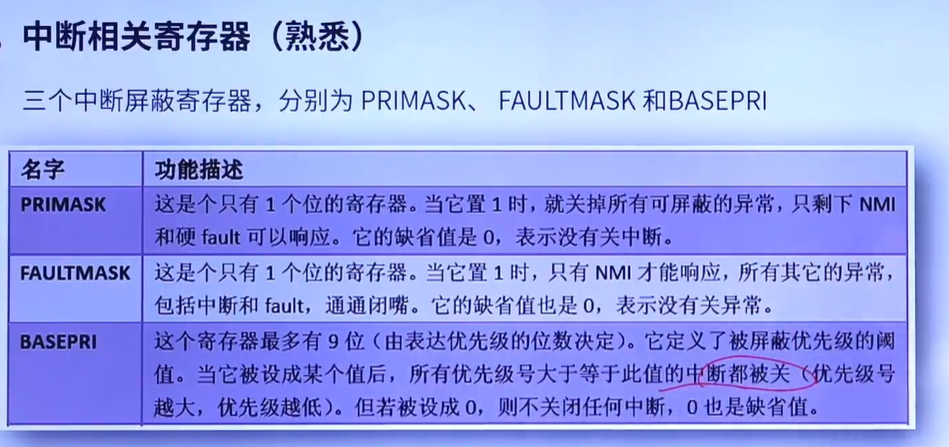 中断相关寄存器（熟悉）
三个中断屏蔽寄存器，分别为 PRIMASK、 FAULTMASK 和BASEPRI
名字 功能描述
PRIMASK 这是个只有 1 个位的寄存器。当它置 1 时，就关掉所有可屏蔽的异常，只剩下 NMI
和硬 fault 可以响应。它的缺省值是 0，表示没有关中断。
FAULTMASK 这是个只有 1 个位的寄存器。当它置 1 时，只有 NMI 才能响应，所有其它的异常，
包括中断和 fault，通通闭嘴。它的缺省值也是 0，表示没有关异常。
BASEPRI 这个寄存器最多有 9 位（由表达优先级的位数决定）。它定义了被屏蔽优先级的阈
值。当它被设成某个值后，所有优先级号大于等于此值的中断都被关（优先级号
越大，优先级越低）。但若被设成 0，则不关闭任何中断，0 也是缺省值。